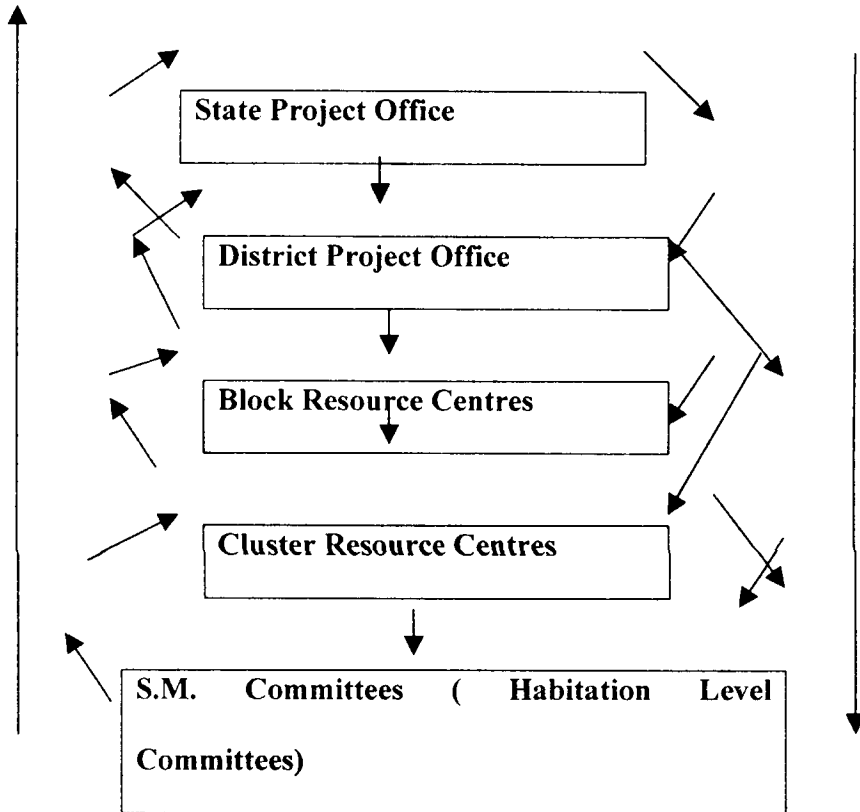 State Project Office
District Project Office
Block Resource Centres
Cluster Resource Centres
S.M. Committees ( Habitation Level
Committees)